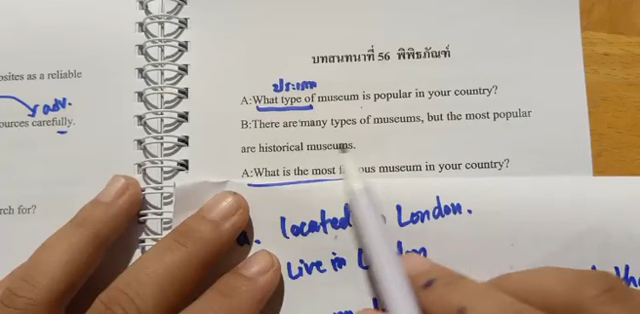 osites as a reliable
adv.
ources carefully.
rch for?
บทสนทนาที่ 56 พิพิธภัณฑ์
ประเภท
A:What type of museum is popular in your country?
B:There are many types of museums, but the most popular
are historical museums.
A:What is the most famous museum in your country?
a. located in London.
Live in London